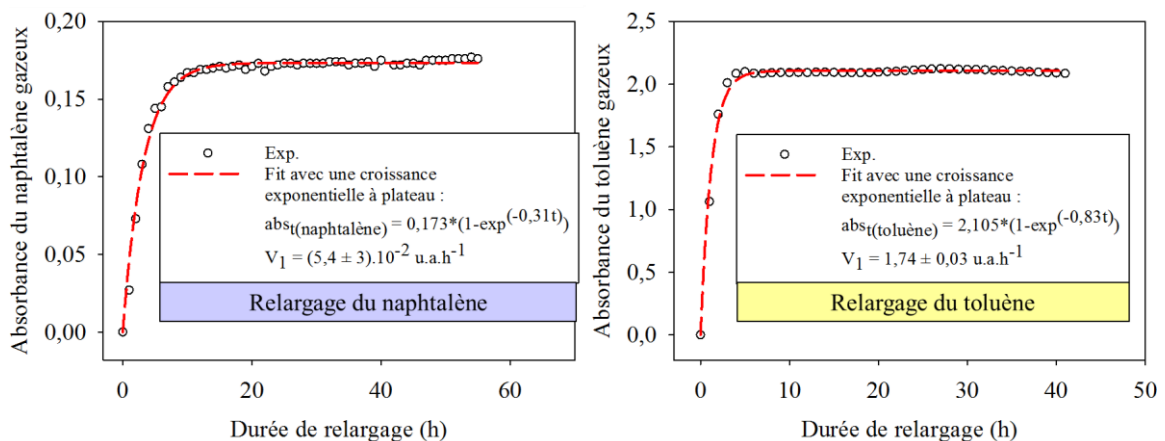 Absorbance du naphtalène gazeux
0,20
0,15
0,10
0,05
0,00
0
20
40
60
Durée de relargage (h)
Exp.
Fit avec une croissance
exponentielle à plateau :
abst(naphtalène) = 0,173*(1-exp(-0,31t))
V1 = (5,4 ± 3).10-2 u.a.h-1
Relargage du naphtalène
Absorbance du toluène gazeux
2,5
2,0
1,5
1,0
0,5
0,0
0
10
20
30
40
50
Durée de relargage (h)
Exp.
Fit avec une croissance
exponentielle à plateau :
abst(toluène) = 2,105*(1-exp(-0,83t))
V1 = 1,74 ± 0,03 u.a.h-1
Relargage du toluène